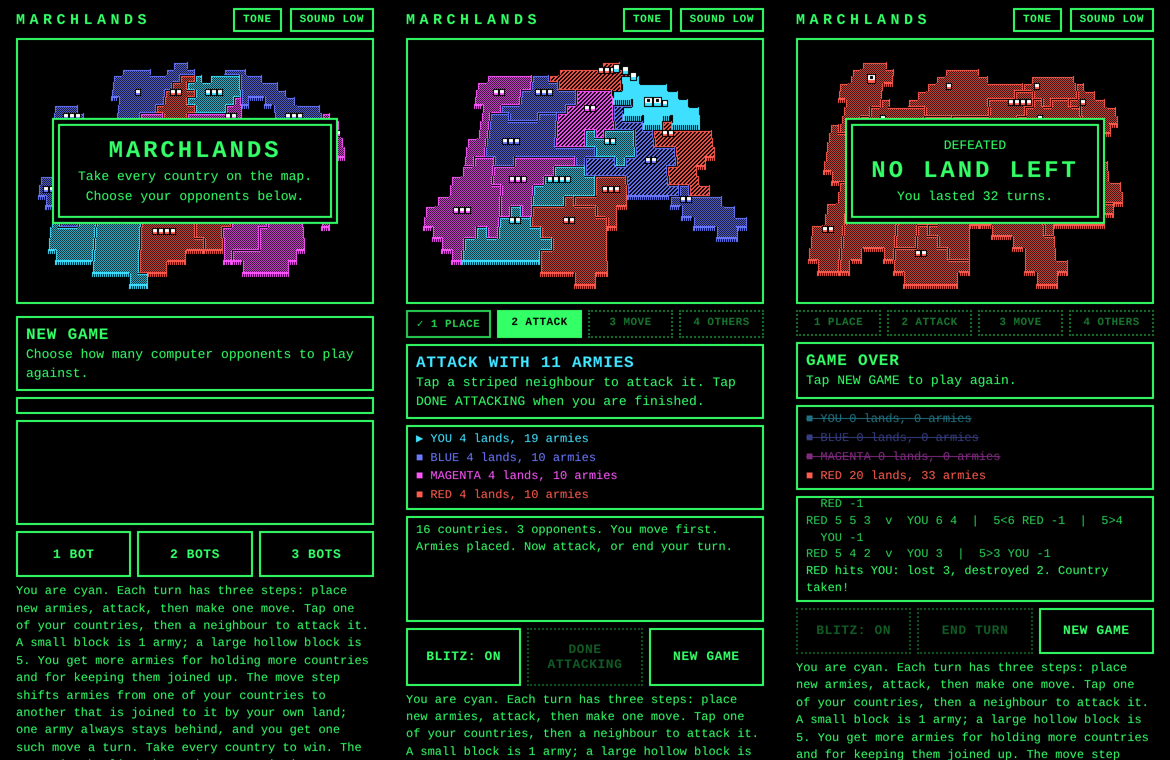 MARCHLANDS
TONE
SOUND LOW
MARCHLANDS
Take every country on the map.
Choose your opponents below.
NEW GAME
Choose how many computer opponents to play
against.
1 BOT
2 BOTS
3 BOTS
You are cyan. Each turn has three steps: place
new armies, attack, then make one move. Tap one
of your countries, then a neighbour to attack it.
A small block is 1 army; a large hollow block is
5. You get more armies for holding more countries
and for keeping them joined up. The move step
shifts armies from one of your countries to
another that is joined to it by your own land;
one army always stays behind, and you get one
such move a turn. Take every country to win. The
MARCHLANDS
TONE
SOUND LOW
✓ 1 PLACE
2 ATTACK
3 MOVE
4 OTHERS
ATTACK WITH 11 ARMIES
Tap a striped neighbour to attack it. Tap
DONE ATTACKING when you are finished.
▶ YOU 4 lands, 19 armies
■ BLUE 4 lands, 10 armies
■ MAGENTA 4 lands, 10 armies
■ RED 4 lands, 10 armies
16 countries. 3 opponents. You move first.
Armies placed. Now attack, or end your turn.
BLITZ: ON
DONE
ATTACKING
NEW GAME
You are cyan. Each turn has three steps: place
new armies, attack, then make one move. Tap one
of your countries, then a neighbour to attack it.
A small block is 1 army; a large hollow block is
MARCHLANDS
TONE
SOUND LOW
DEFEATED
NO LAND LEFT
You lasted 32 turns.
1 PLACE
2 ATTACK
3 MOVE
4 OTHERS
GAME OVER
Tap NEW GAME to play again.
■ YOU 0 lands, 0 armies
■ BLUE 0 lands, 0 armies
■ MAGENTA 0 lands, 0 armies
■ RED 20 lands, 33 armies
RED -1
RED 5 5 3 v YOU 6 4 | 5<6 RED -1 | 5>4
YOU -1
RED 5 4 2 v YOU 3 | 5>3 YOU -1
RED hits YOU: lost 3, destroyed 2. Country
taken!
BLITZ: ON
END TURN
NEW GAME
You are cyan. Each turn has three steps: place
new armies, attack, then make one move. Tap one
of your countries, then a neighbour to attack it.
A small block is 1 army; a large hollow block is
5. You get more armies for holding more countries
and for keeping them joined up. The move step